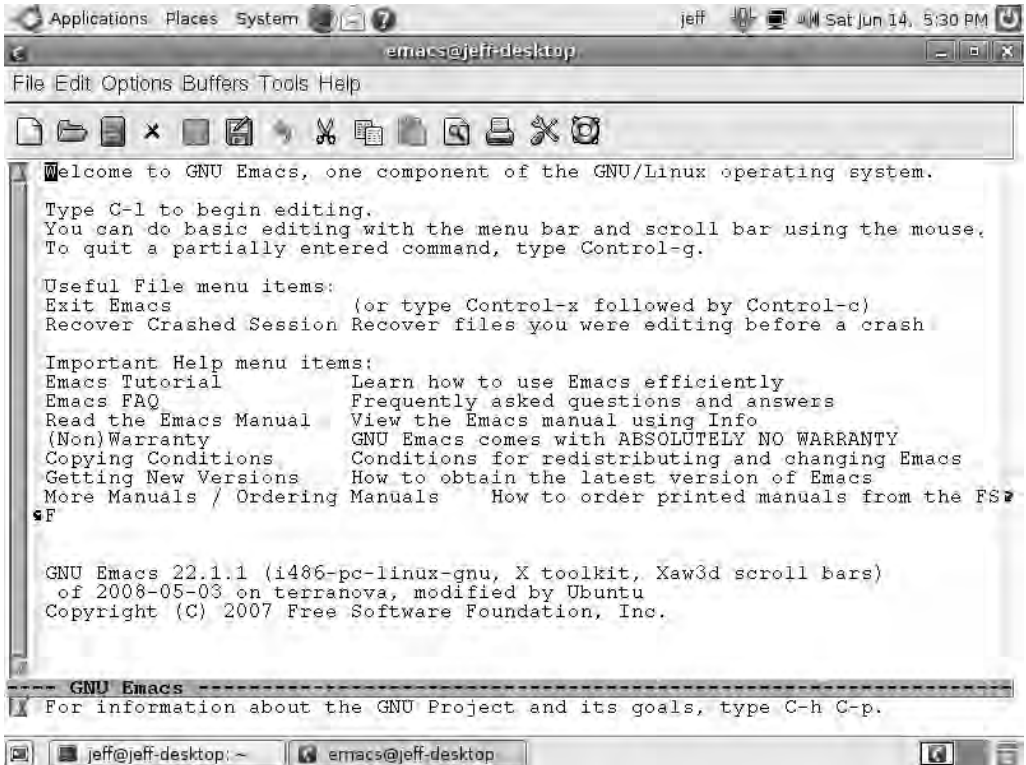 Applications Places System jeff Sat Jun 14, 5:30 PM
emacs@jeff-desktop
File Edit Options Buffers Tools Help
Welcome to GNU Emacs, one component of the GNU/Linux operating system.
Type C-l to begin editing.
You can do basic editing with the menu bar and scroll bar using the mouse.
To quit a partially entered command, type Control-g.
Useful File menu items:
Exit Emacs (or type Control-x followed by Control-c)
Recover Crashed Session Recover files you were editing before a crash
Important Help menu items:
Emacs Tutorial Learn how to use Emacs efficiently
Emacs FAQ Frequently asked questions and answers
Read the Emacs Manual View the Emacs manual using Info
(Non)Warranty GNU Emacs comes with ABSOLUTELY NO WARRANTY
Copying Conditions Conditions for redistributing and changing Emacs
Getting New Versions How to obtain the latest version of Emacs
More Manuals / Ordering Manuals How to order printed manuals from the FS
F
GNU Emacs 22.1.1 (i486-pc-linux-gnu, X toolkit, Xaw3d scroll bars)
of 2008-05-03 on terranova, modified by Ubuntu
Copyright (C) 2007 Free Software Foundation, Inc.
---- GNU Emacs ----
For information about the GNU Project and its goals, type C-h C-p.
jeff@jeff-desktop: ~ emacs@jeff-desktop